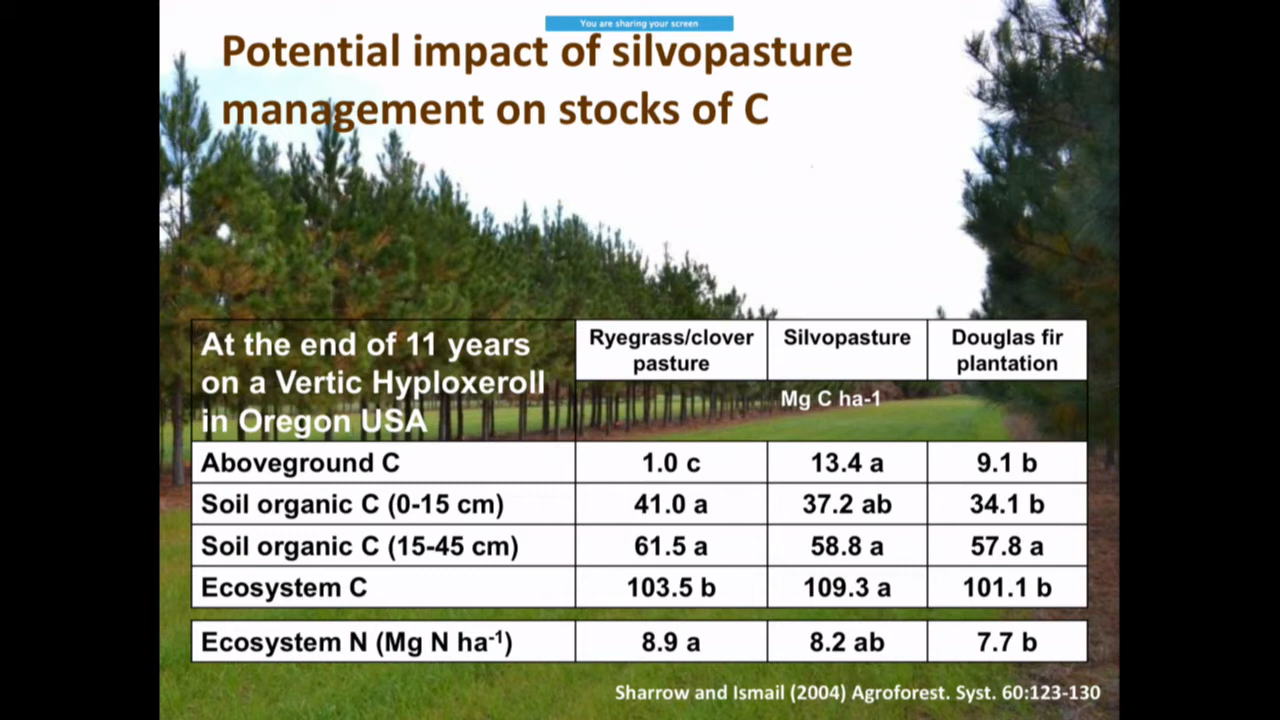 You are sharing your screen
Potential impact of silvopasture
management on stocks of C
At the end of 11 years
on a Vertic Hyploxeroll
in Oregon USA
Ryegrass/clover
pasture
Silvopasture
Douglas fir
plantation
Mg C ha-1
Aboveground C 1.0 c 13.4 a 9.1 b
Soil organic C (0-15 cm) 41.0 a 37.2 ab 34.1 b
Soil organic C (15-45 cm) 61.5 a 58.8 a 57.8 a
Ecosystem C 103.5 b 109.3 a 101.1 b
Ecosystem N (Mg N ha⁻¹) 8.9 a 8.2 ab 7.7 b
Sharrow and Ismail (2004) Agroforest. Syst. 60:123-130